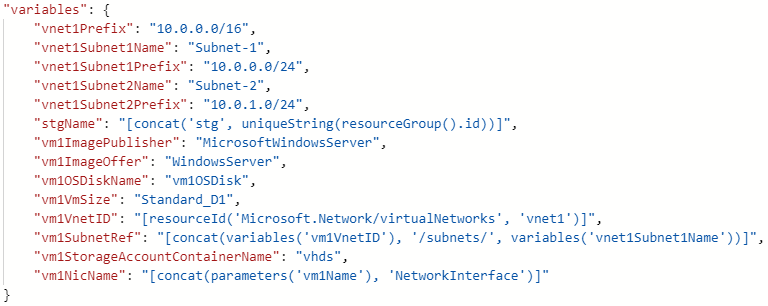 "variables": {
"vnet1Prefix": "10.0.0.0/16",
"vnet1Subnet1Name": "Subnet-1",
"vnet1Subnet1Prefix": "10.0.0.0/24",
"vnet1Subnet2Name": "Subnet-2",
"vnet1Subnet2Prefix": "10.0.1.0/24",
"stgName": "[concat('stg', uniqueString(resourceGroup().id))]",
"vm1ImagePublisher": "MicrosoftWindowsServer",
"vm1ImageOffer": "WindowsServer",
"vm1OSDiskName": "vm1OSDisk",
"vm1VmSize": "Standard_D1",
"vm1VnetID": "[resourceId('Microsoft.Network/virtualNetworks', 'vnet1')]",
"vm1SubnetRef": "[concat(variables('vm1VnetID'), '/subnets/', variables('vnet1Subnet1Name'))]",
"vm1StorageAccountContainerName": "vhds",
"vm1NicName": "[concat(parameters('vm1Name'), 'NetworkInterface')]"
}